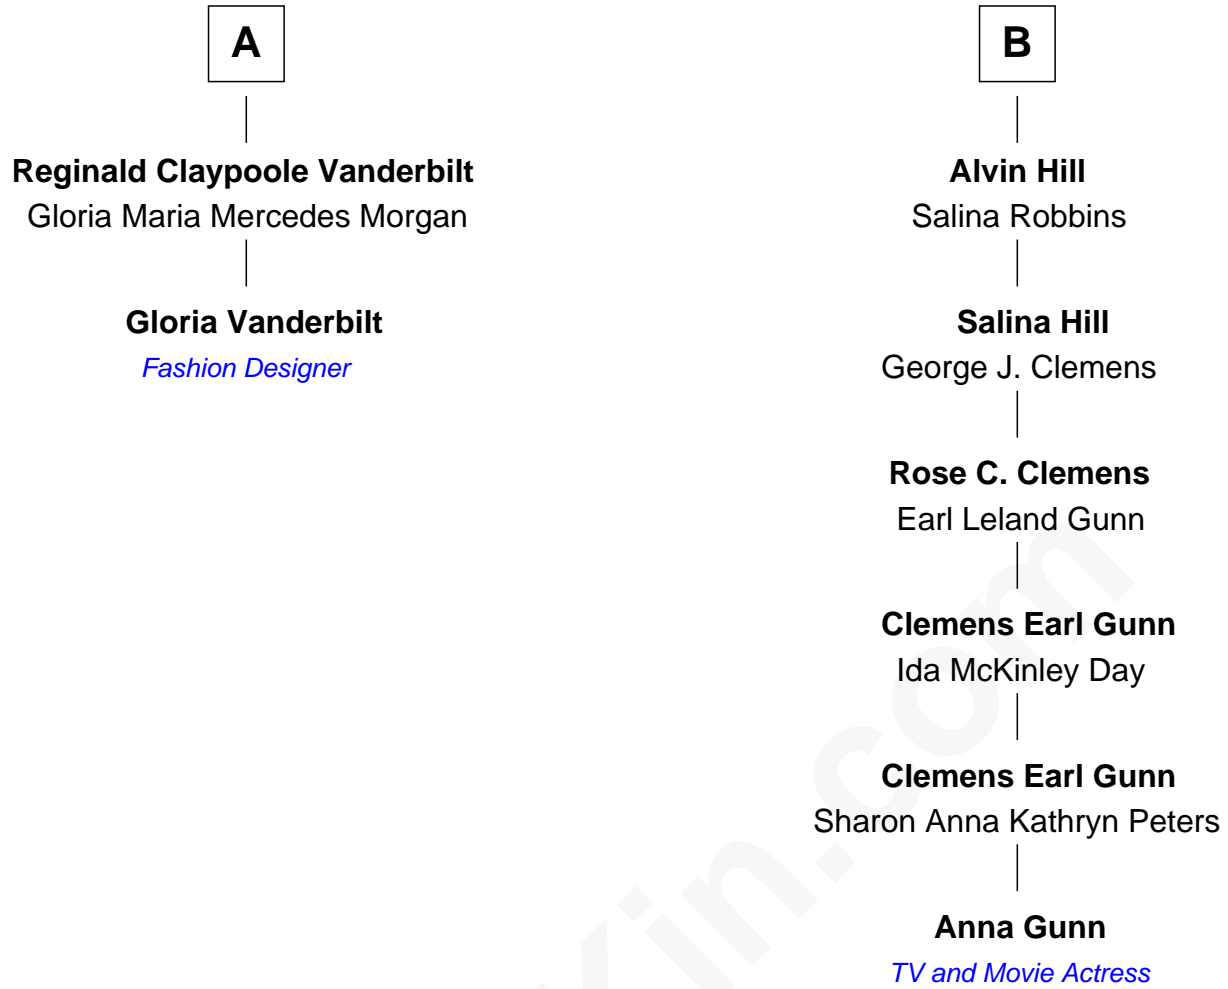 A
Reginald Claypoole Vanderbilt
Gloria Maria Mercedes Morgan
Gloria Vanderbilt
Fashion Designer
B
Alvin Hill
Salina Robbins
Salina Hill
George J. Clemens
Rose C. Clemens
Earl Leland Gunn
Clemens Earl Gunn
Ida McKinley Day
Clemens Earl Gunn
Sharon Anna Kathryn Peters
Anna Gunn
TV and Movie Actress
Kin.com